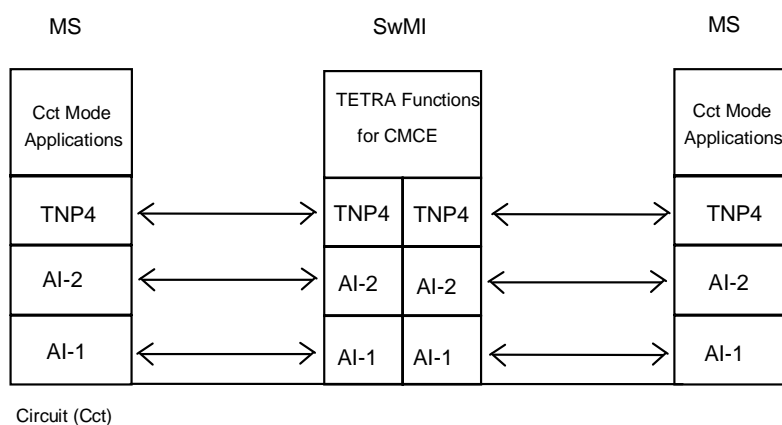 MS SwMI MS
Cct Mode
Applications
TETRA Functions
for CMCE
Cct Mode
Applications
TNP4 TNP4 TNP4 TNP4
AI-2 AI-2 AI-2 AI-2
AI-1 AI-1 AI-1 AI-1
Circuit (Cct)